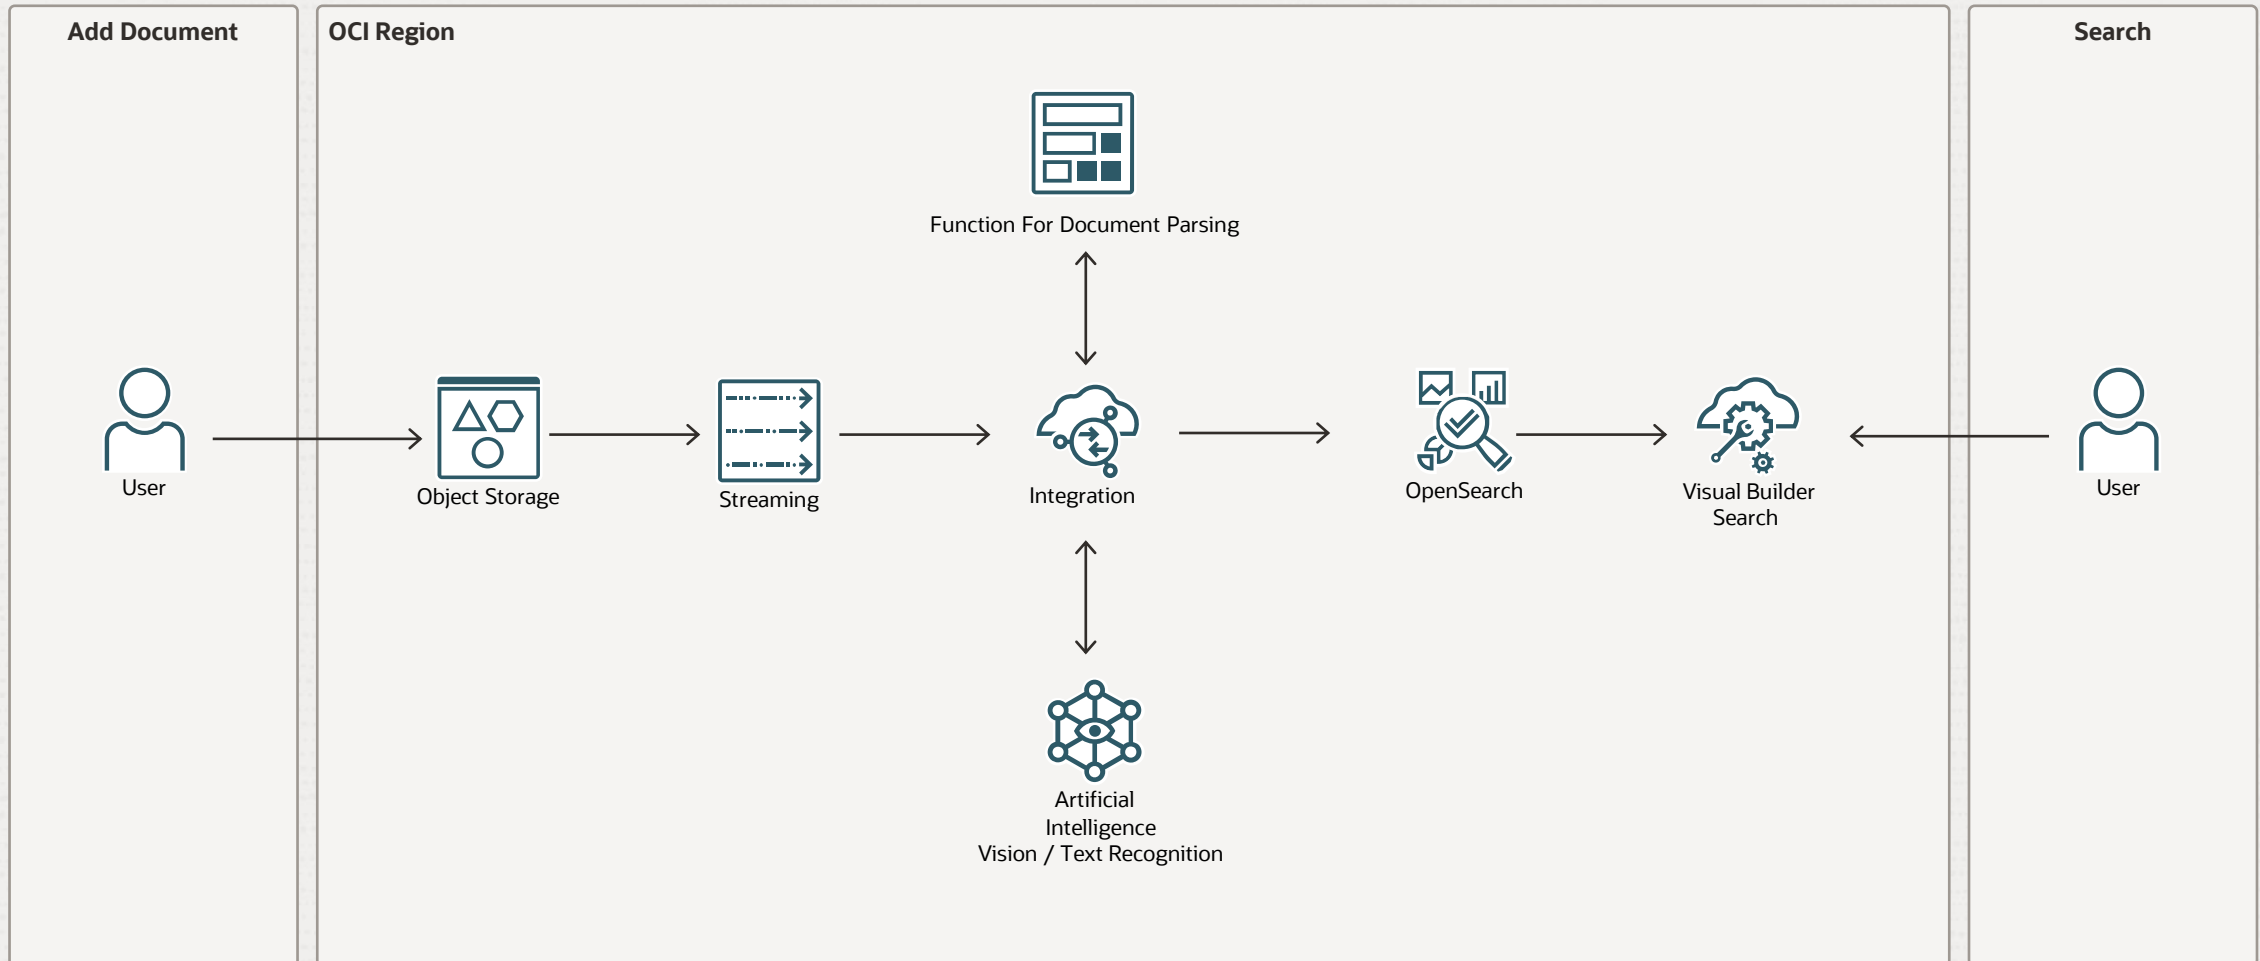 Add Document
OCI Region
Search
Function For Document Parsing
User
Object Storage
Streaming
Integration
OpenSearch
Visual Builder
Search
User
Artificial
Intelligence
Vision / Text Recognition